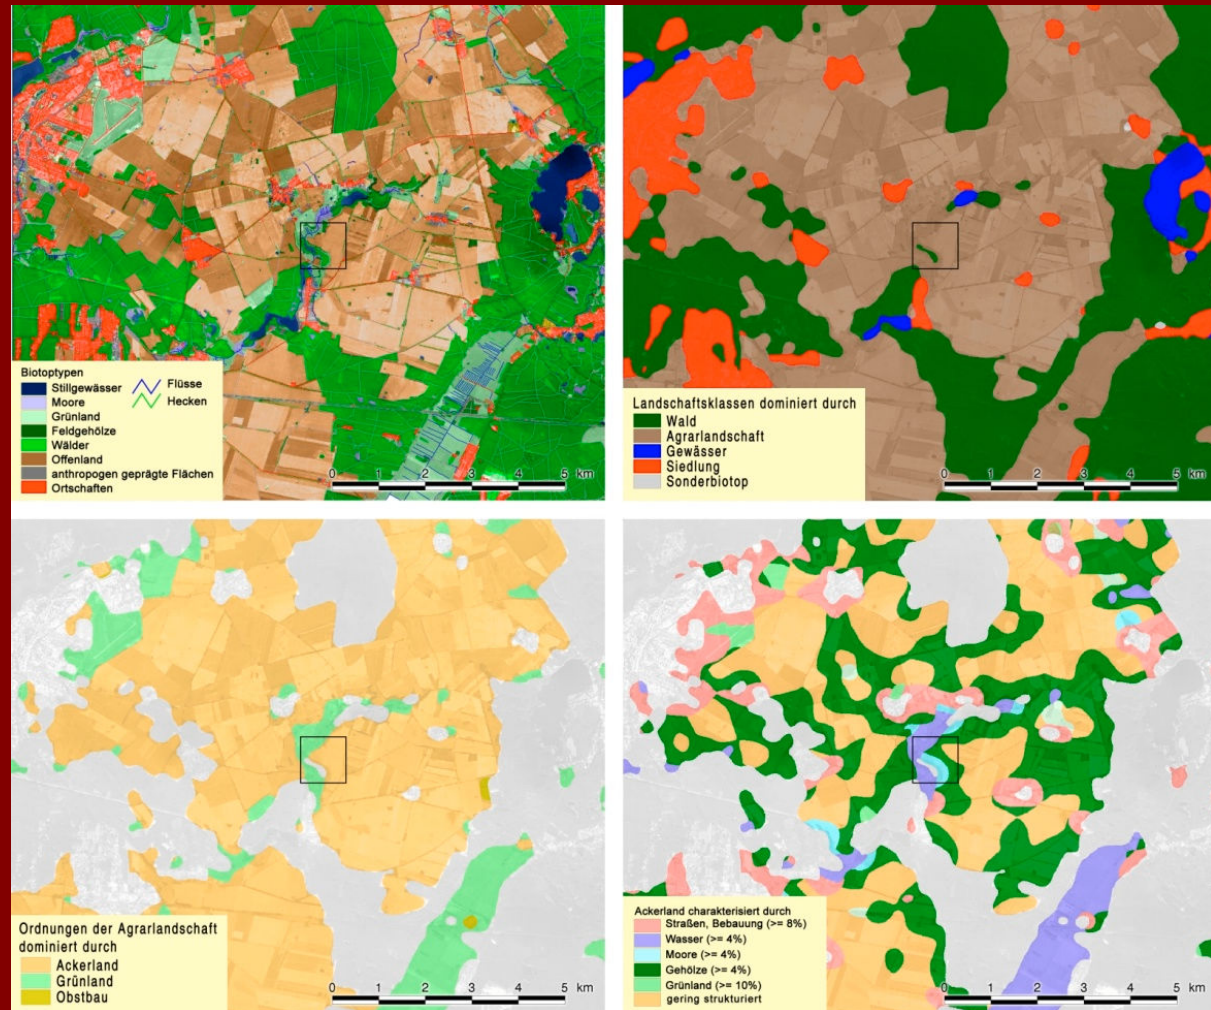 Biotoptypen
Stillgewässer
Moore
Grünland
Feldgehölze
Wälder
Offenland
anthropogen geprägte Flächen
Ortschaften
Flüsse
Hecken
0 1 2 3 4 5 km
Landschaftsklassen dominiert durch
Wald
Agrarlandschaft
Gewässer
Siedlung
Sonderbiotop
0 1 2 3 4 5 km
Ordnungen der Agrarlandschaft
dominiert durch
Ackerland
Grünland
Obstbau
0 1 2 3 4 5 km
Ackerland charakterisiert durch
Straßen, Bebauung (>= 8%)
Wasser (>= 4%)
Moore (>= 4%)
Gehölze (>= 4%)
Grünland (>= 10%)
gering strukturiert
0 1 2 3 4 5 km